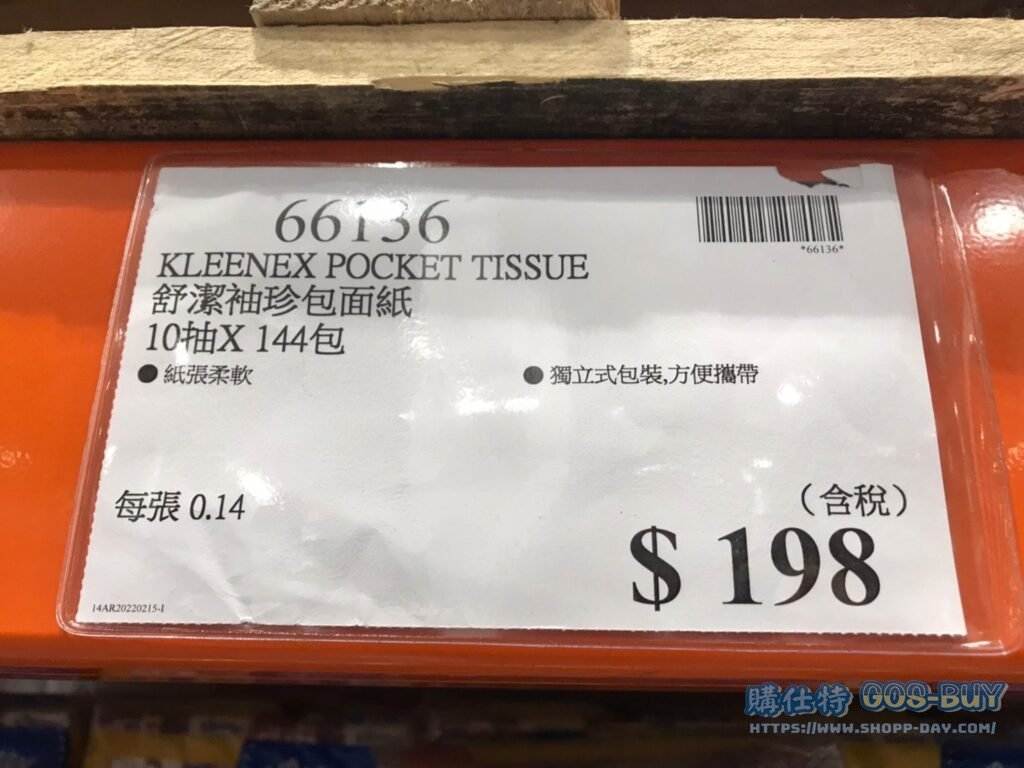 66136
*66136*
KLEENEX POCKET TISSUE
舒潔袖珍包面紙
10抽X 144包
●紙張柔軟
●獨立式包裝,方便攜帶
每張 0.14
（含稅）
$ 198
14AR20220215-1
購仕特 GOS-BUY
HTTPS://WWW.SHOPP-DAY.COM/